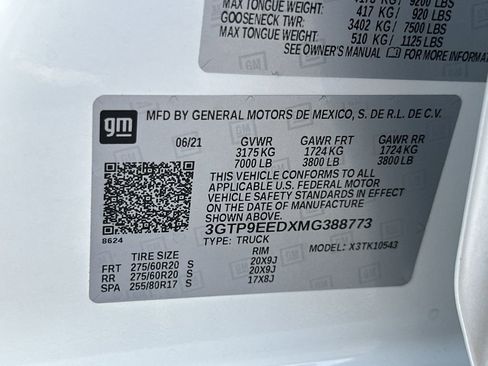 4170 KG / 9200 LBS
MAX TONGUE WEIGHT:
417 KG / 920 LBS
GOOSENECK TWR:
3402 KG / 7500 LBS
MAX TONGUE WEIGHT:
510 KG / 1125 LBS
SEE OWNER'S MANUAL FOR MORE INFORMATION
gm
MFD BY GENERAL MOTORS DE MEXICO, S. DE R.L. DE C.V.
06/21 GVWR GAWR FRT GAWR RR
3175 KG 1724 KG 1724 KG
7000 LB 3800 LB 3800 LB
THIS VEHICLE CONFORMS TO ALL
APPLICABLE U.S. FEDERAL MOTOR
VEHICLE SAFETY STANDARDS IN EFFECT
ON THE DATE OF MANUFACTURE SHOWN ABOVE
3GTP9EEDXMG388773
8624
TYPE: TRUCK MODEL: X3TK10543
TIRE SIZE RIM
FRT 275/60R20 S 20X9J
RR 275/60R20 S 20X9J
SPA 255/80R17 S 17X8J